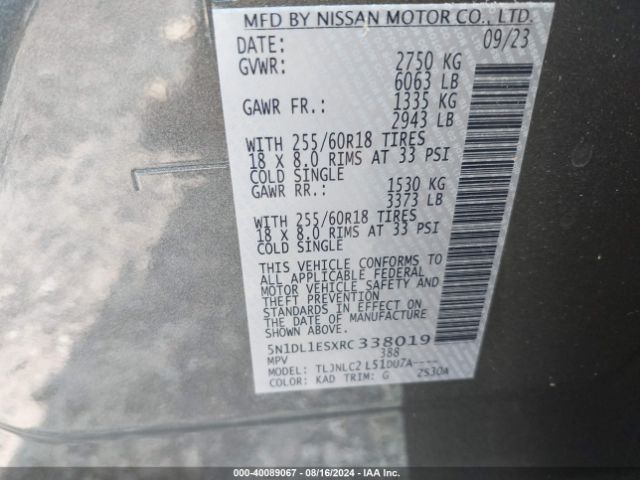 MFD BY NISSAN MOTOR CO., LTD.
DATE: 09/23
GVWR: 2750 KG
6063 LB
GAWR FR.: 1335 KG
2943 LB
WITH 255/60R18 TIRES
18 X 8.0 RIMS AT 33 PSI
COLD SINGLE
GAWR RR.: 1530 KG
3373 LB
WITH 255/60R18 TIRES
18 X 8.0 RIMS AT 33 PSI
COLD SINGLE
THIS VEHICLE CONFORMS TO
ALL APPLICABLE FEDERAL
MOTOR VEHICLE SAFETY AND
THEFT PREVENTION
STANDARDS IN EFFECT ON
THE DATE OF MANUFACTURE
SHOWN ABOVE.
5N1DL1ESXRC338019
MPV 388
MODEL: TLJNLC2 L51DUZA----
COLOR: KAD TRIM: G ZS30A
000-40089067 - 08/16/2024 - IAA Inc.